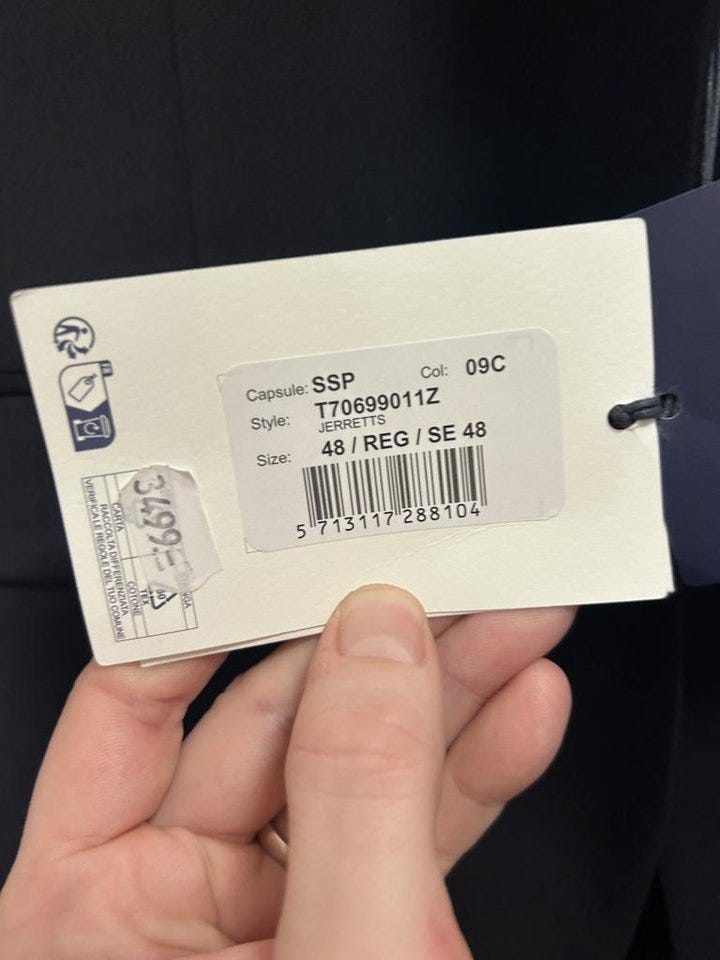 Capsule: SSP Col: 09C
Style: T70699011Z
JERRETTS
Size: 48 / REG / SE 48
5 713117 288104
FR
3499.=
CARTA
RACCOLTA DIFFERENZIATA
VERIFICA LE REGOLE DEL TUO COMUNE
COTONE
TEX